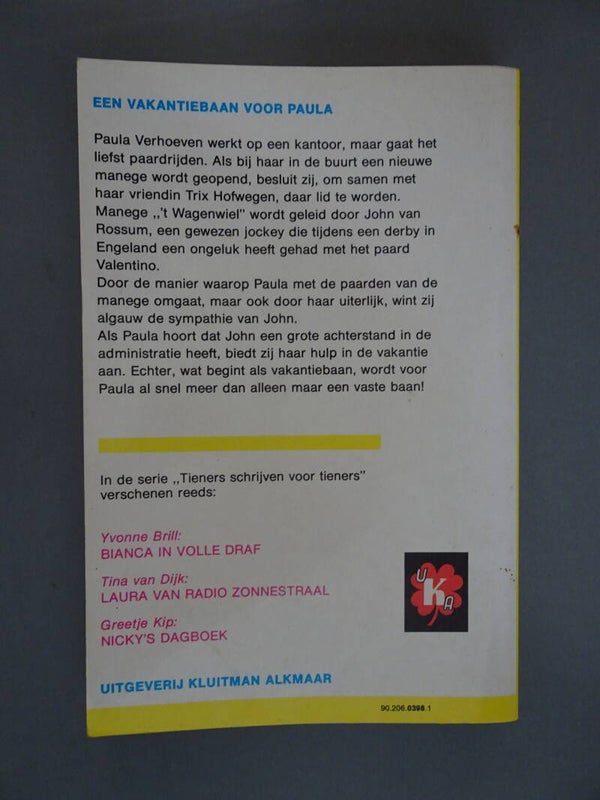 EEN VAKANTIEBAAN VOOR PAULA
Paula Verhoeven werkt op een kantoor, maar gaat het
liefst paardrijden. Als bij haar in de buurt een nieuwe
manege wordt geopend, besluit zij, om samen met
haar vriendin Trix Hofwegen, daar lid te worden.
Manege ,,'t Wagenwiel" wordt geleid door John van
Rossum, een gewezen jockey die tijdens een derby in
Engeland een ongeluk heeft gehad met het paard
Valentino.
Door de manier waarop Paula met de paarden van de
manege omgaat, maar ook door haar uiterlijk, wint zij
algauw de sympathie van John.
Als Paula hoort dat John een grote achterstand in de
administratie heeft, biedt zij haar hulp in de vakantie
aan. Echter, wat begint als vakantiebaan, wordt voor
Paula al snel meer dan alleen maar een vaste baan!
In de serie ,,Tieners schrijven voor tieners"
verschenen reeds:
Yvonne Brill:
BIANCA IN VOLLE DRAF
Tina van Dijk:
LAURA VAN RADIO ZONNESTRAAL
Greetje Kip:
NICKY'S DAGBOEK
UKA
UITGEVERIJ KLUITMAN ALKMAAR
90.206.0398.1